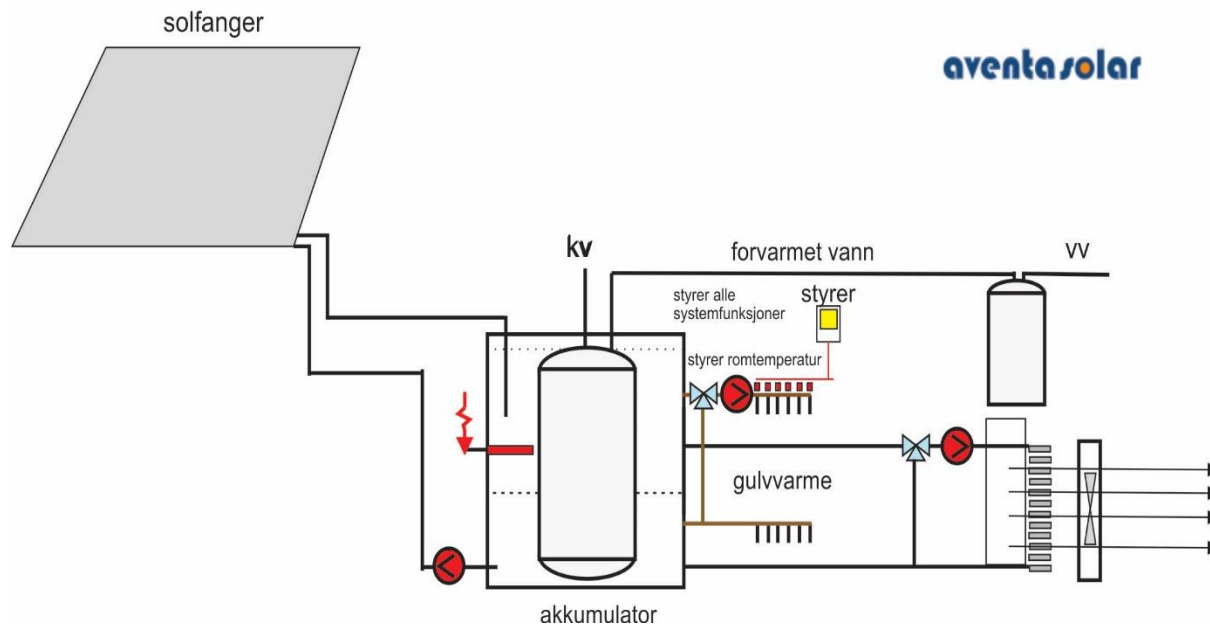 solfanger
aventasolar
kv
forvarmet vann
vv
styrer alle
systemfunksjoner
styrer
styrer romtemperatur
gulvvarme
akkumulator